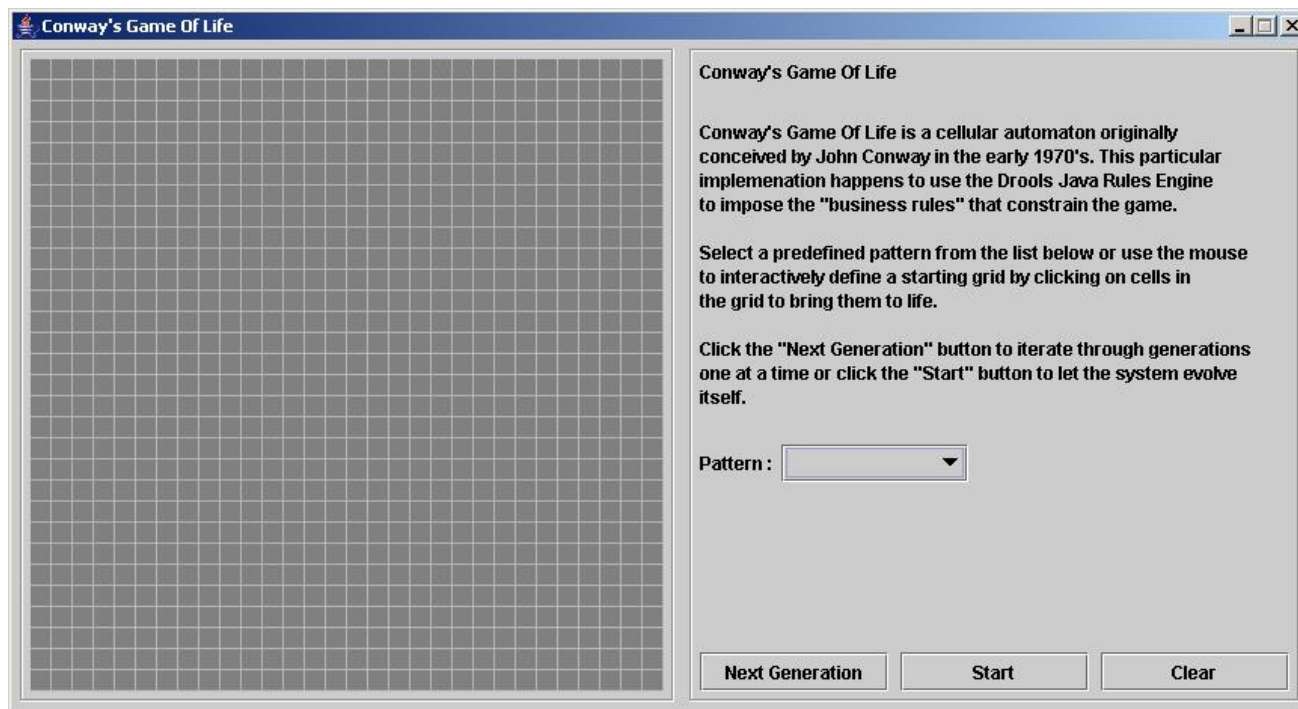 Conway's Game Of Life
Conway's Game Of Life
Conway's Game Of Life is a cellular automaton originally
conceived by John Conway in the early 1970's. This particular
implemenation happens to use the Drools Java Rules Engine
to impose the "business rules" that constrain the game.
Select a predefined pattern from the list below or use the mouse
to interactively define a starting grid by clicking on cells in
the grid to bring them to life.
Click the "Next Generation" button to iterate through generations
one at a time or click the "Start" button to let the system evolve
itself.
Pattern :
Next Generation Start Clear